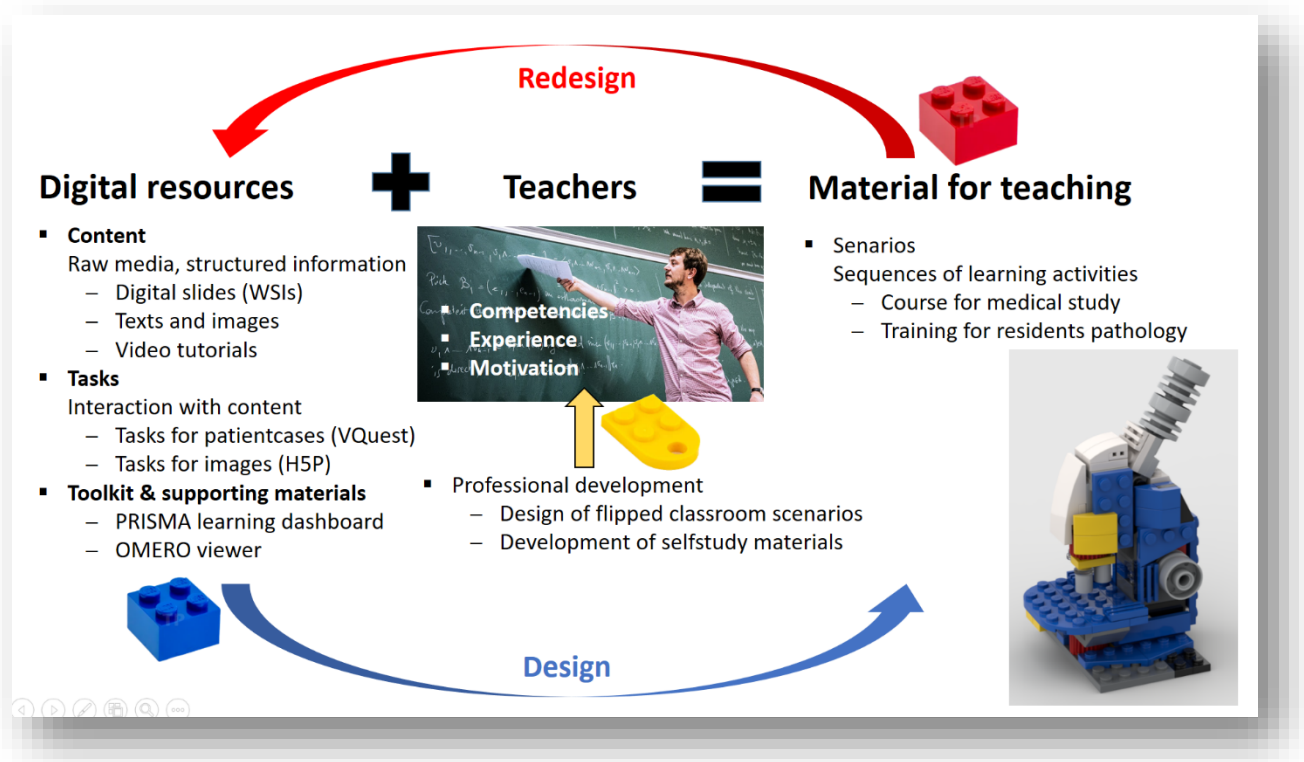 Redesign
Digital resources
Teachers
Material for teaching
▪ Content
Raw media, structured information
– Digital slides (WSIs)
– Texts and images
– Video tutorials
▪ Tasks
Interaction with content
– Tasks for patientcases (VQuest)
– Tasks for images (H5P)
▪ Toolkit & supporting materials
– PRISMA learning dashboard
– OMERO viewer
▪ Competencies
▪ Experience
▪ Motivation
▪ Professional development
– Design of flipped classroom scenarios
– Development of selfstudy materials
▪ Senarios
Sequences of learning activities
– Course for medical study
– Training for residents pathology
Design